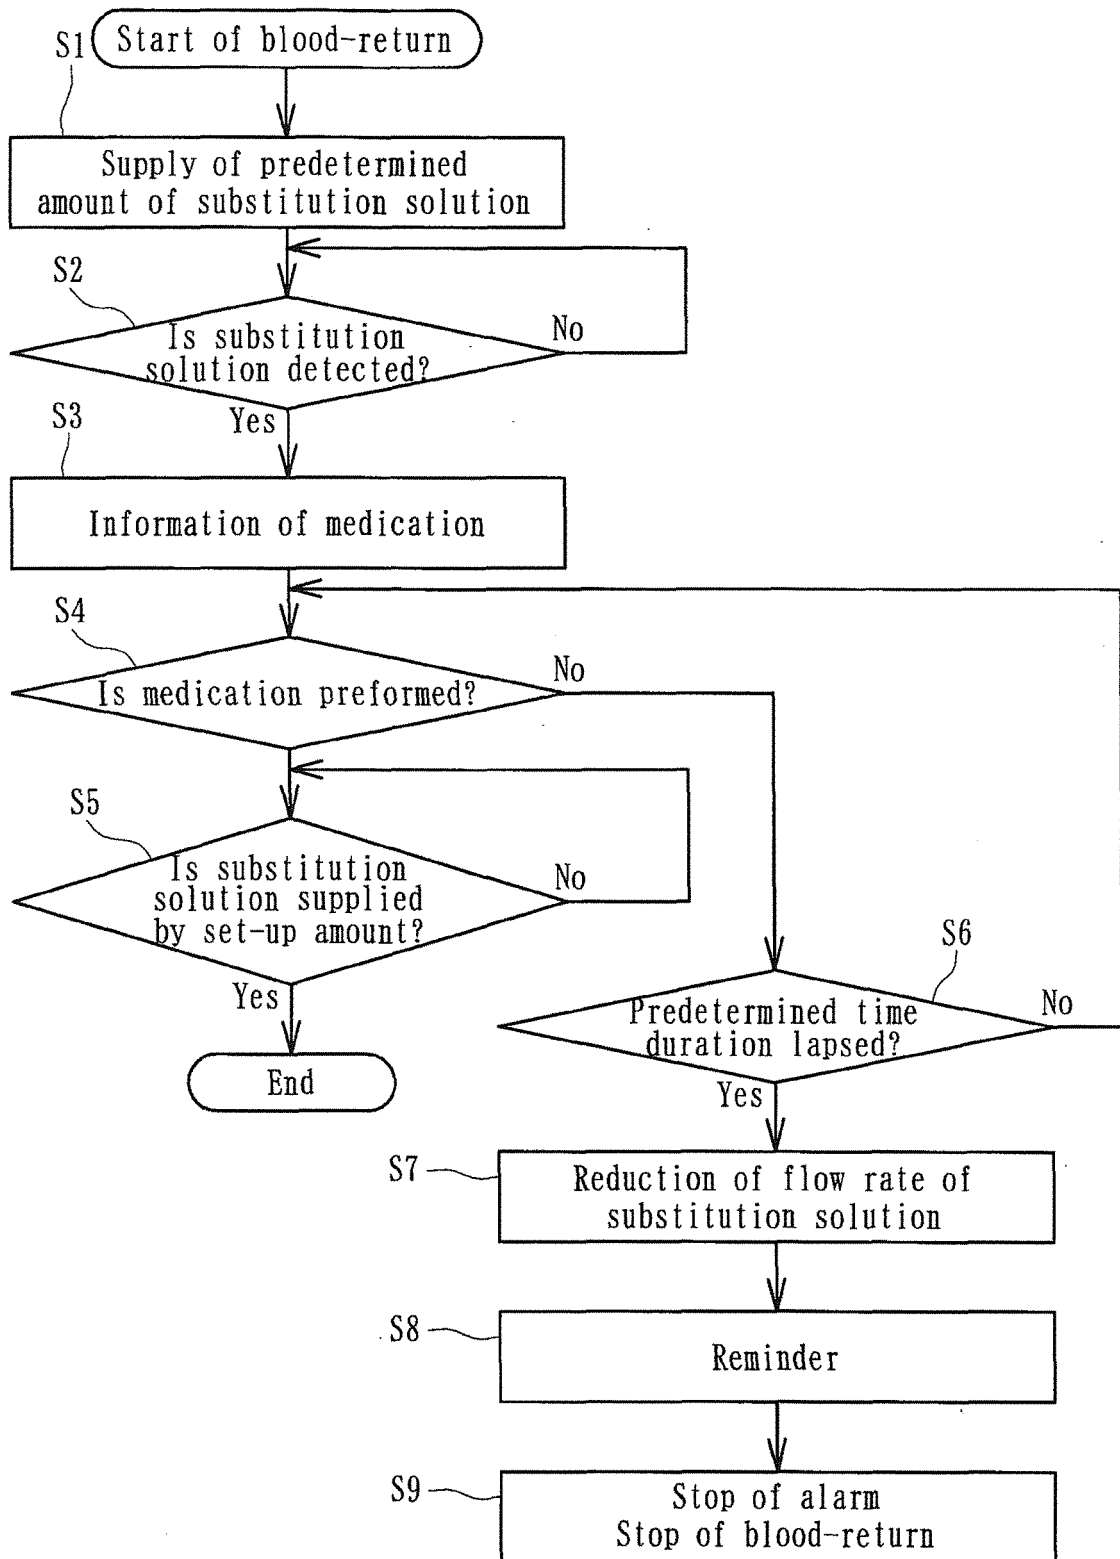 Start of blood-return
S1
Supply of predetermined
amount of substitution solution
S2
Is substitution
solution detected?
No
Yes
S3
Information of medication
S4
Is medication preformed?
No
S5
Is substitution
solution supplied
by set-up amount?
No
Yes
End
S6
Predetermined time
duration lapsed?
No
Yes
S7
Reduction of flow rate of
substitution solution
S8
Reminder
S9
Stop of alarm
Stop of blood-return